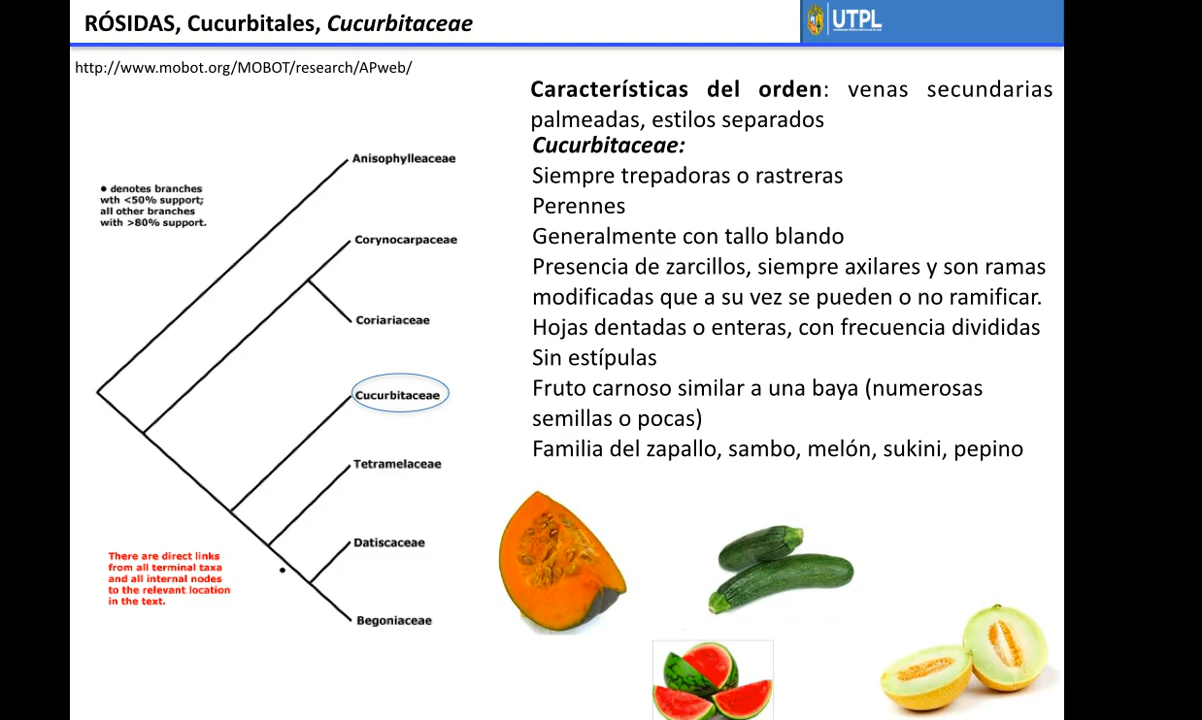 RÓSIDAS, Cucurbitales, Cucurbitaceae
UTPL
http://www.mobot.org/MOBOT/research/APweb/
Características del orden: venas secundarias
palmeadas, estilos separados
Cucurbitaceae:
Siempre trepadoras o rastreras
Perennes
Generalmente con tallo blando
Presencia de zarcillos, siempre axilares y son ramas
modificadas que a su vez se pueden o no ramificar.
Hojas dentadas o enteras, con frecuencia divididas
Sin estípulas
Fruto carnoso similar a una baya (numerosas
semillas o pocas)
Familia del zapallo, sambo, melón, sukini, pepino
Anisophylleaceae
• denotes branches
wth <50% support;
all other branches
with >80% support.
Corynocarpaceae
Coriariaceae
Cucurbitaceae
Tetramelaceae
Datiscaceae
Begoniaceae
There are direct links
from all terminal taxa
and all internal nodes
to the relevant location
in the text.